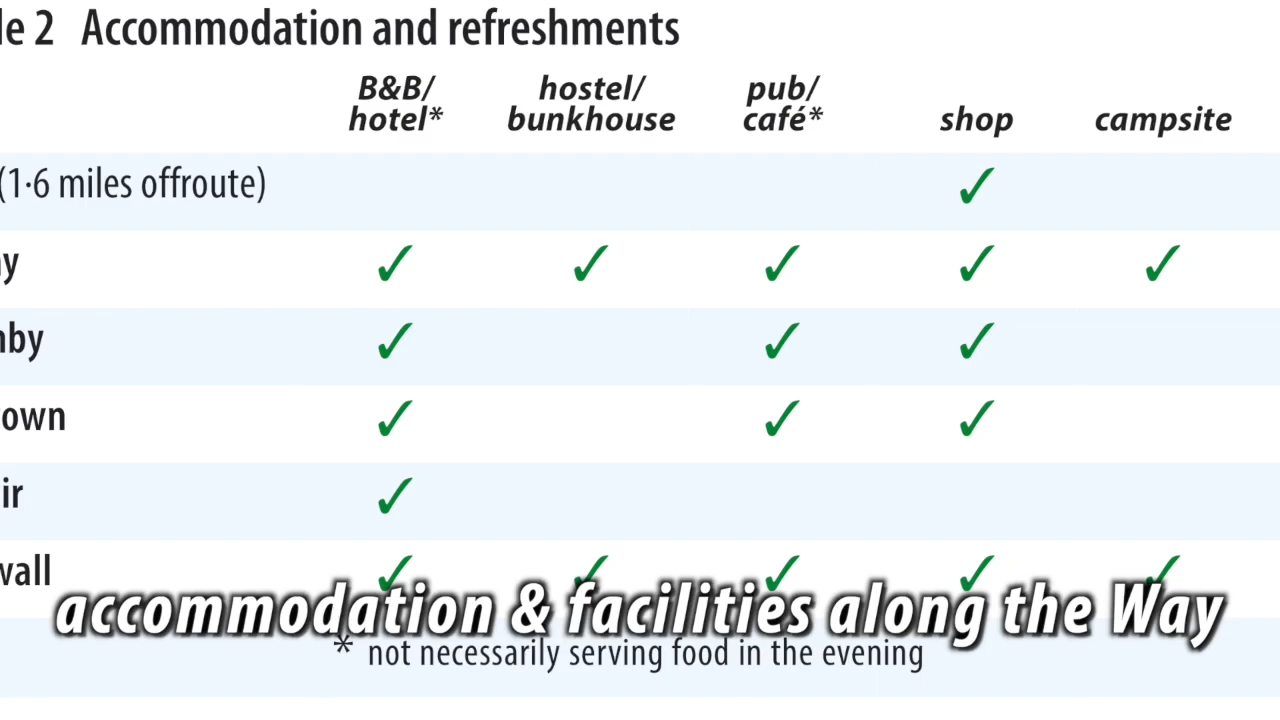 le 2 Accommodation and refreshments
B&B/ hotel* hostel/ bunkhouse pub/ café* shop campsite
(1·6 miles offroute) ✓
y ✓ ✓ ✓ ✓ ✓
nby ✓ ✓ ✓
own ✓ ✓ ✓
ir ✓
wall ✓ ✓ ✓ ✓ ✓
accommodation & facilities along the Way
* not necessarily serving food in the evening